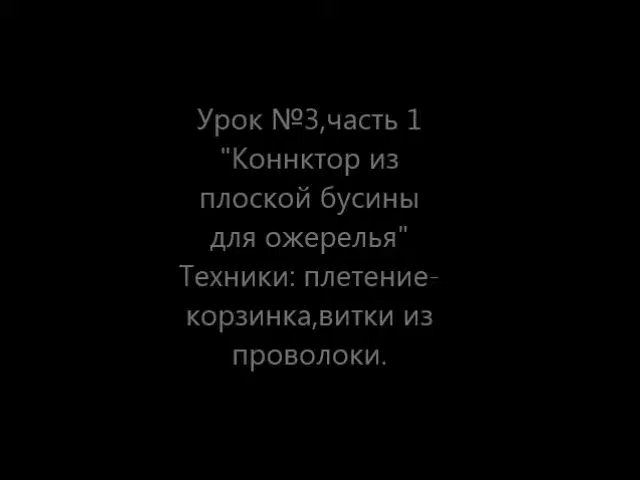 Урок №3,часть 1
"Коннктор из
плоской бусины
для ожерелья"
Техники: плетение-
корзинка,витки из
проволоки.